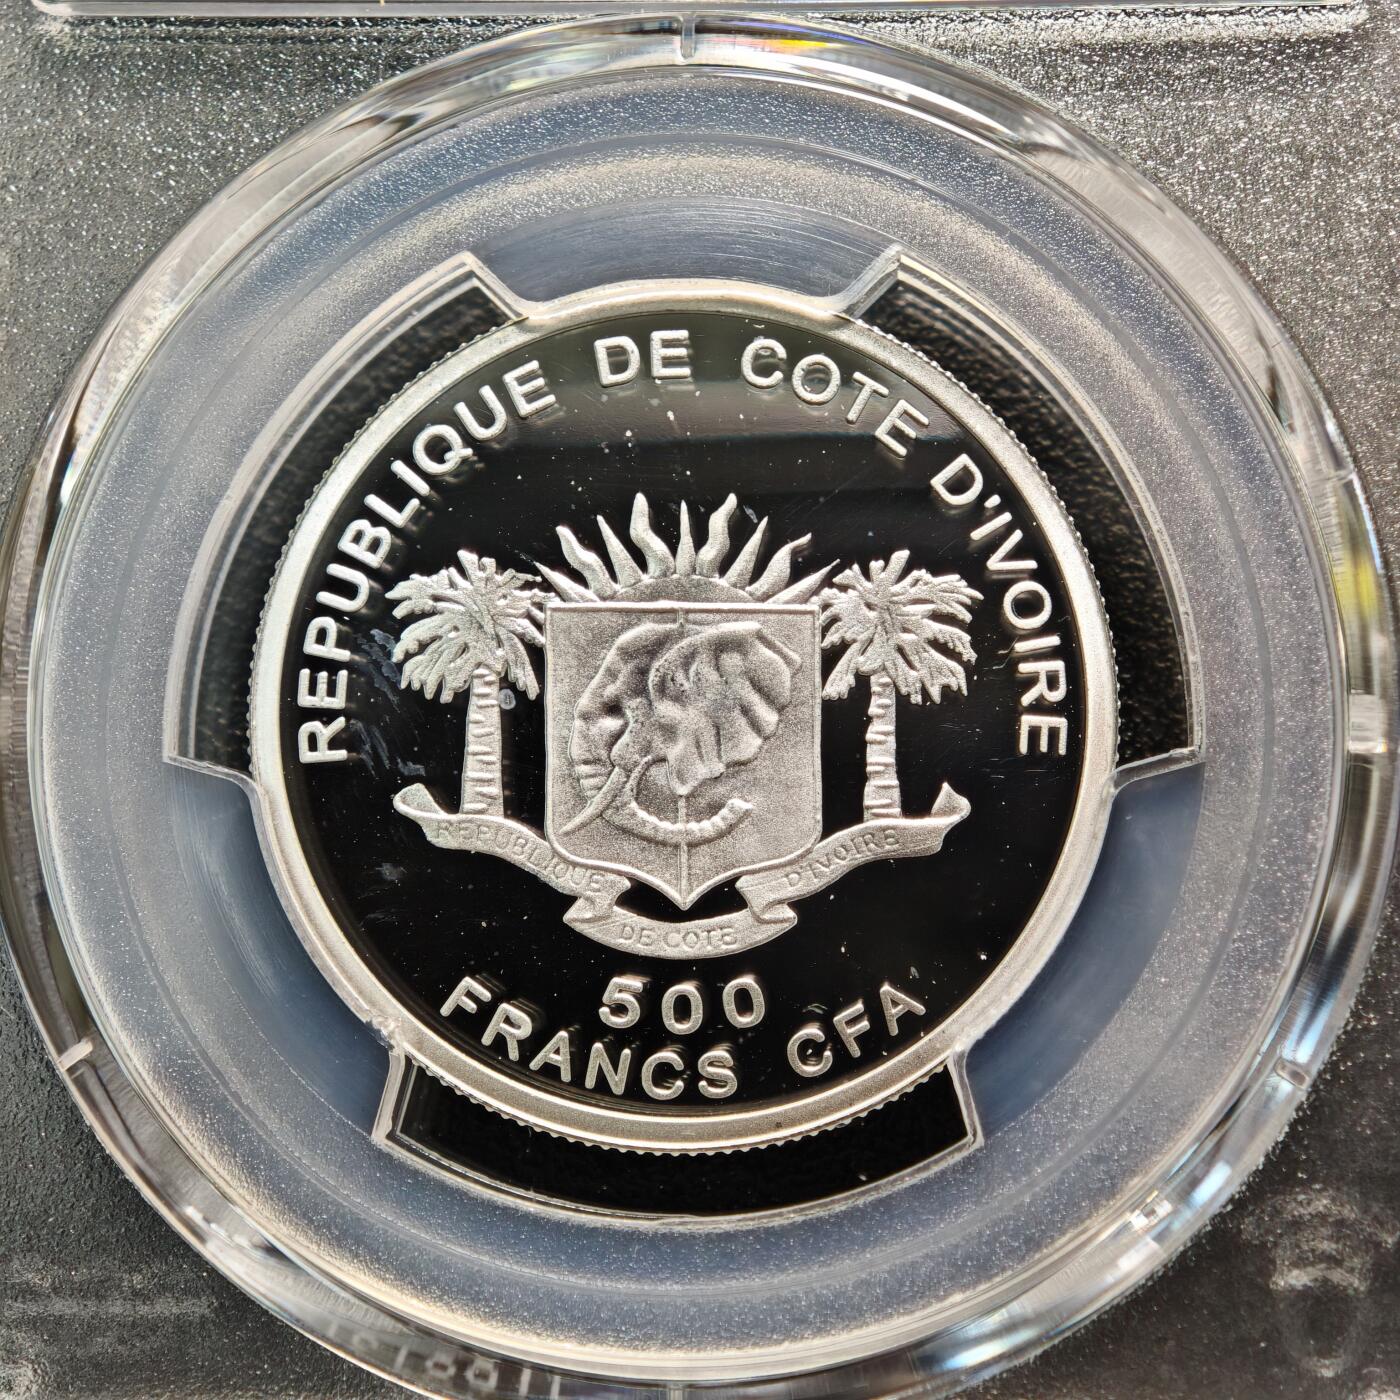 REPUBLIQUE DE COTE D'IVOIRE
REPUBLIQUE
DE COTE
D'IVOIRE
500
FRANCS CFA